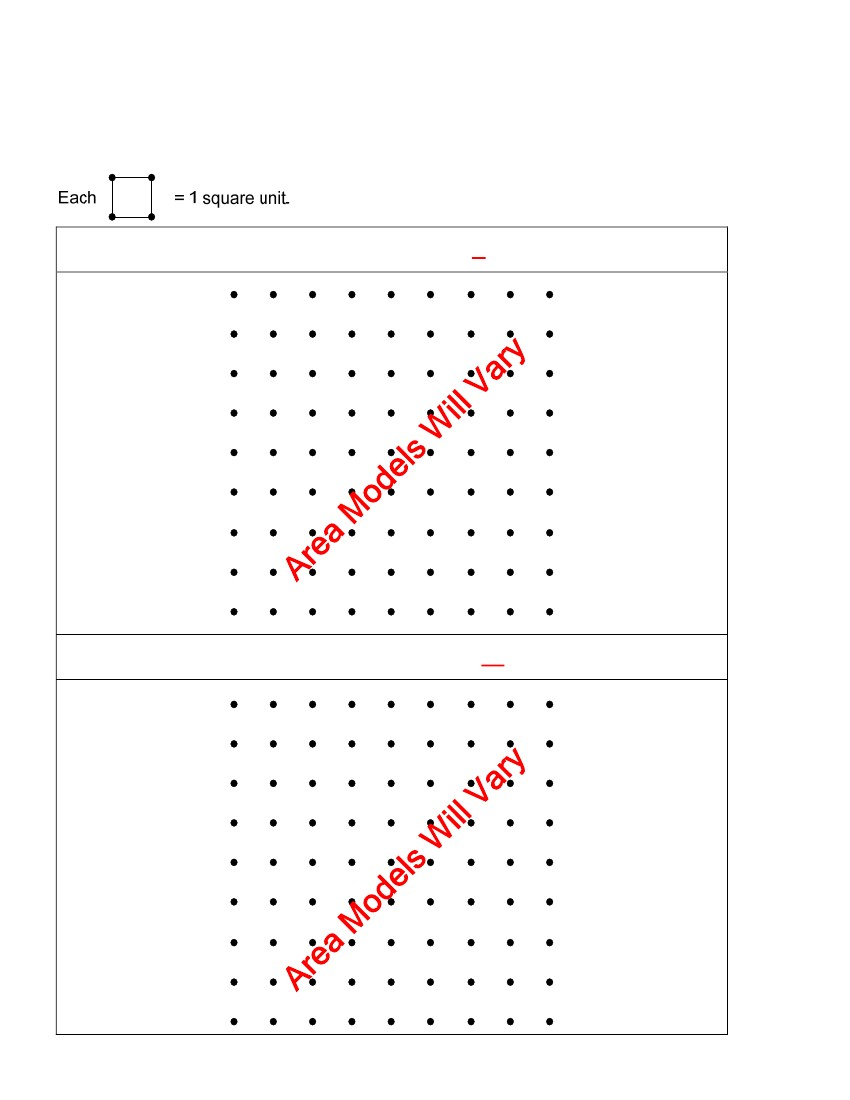 Each = 1 square unit.
Area Models Will Vary
Area Models Will Vary